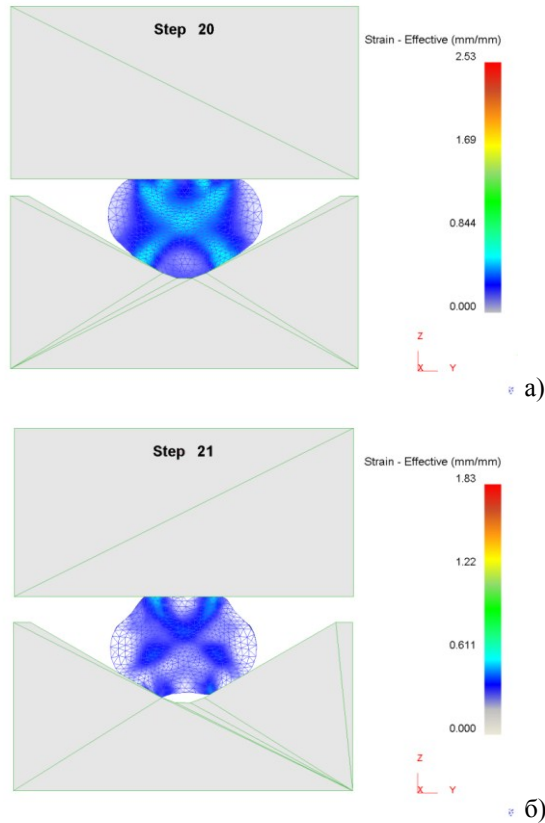 Step 20
Strain - Effective (mm/mm)
2.53
1.69
0.844
0.000
Z
X Y
а)
Step 21
Strain - Effective (mm/mm)
1.83
1.22
0.611
0.000
Z
X Y
б)